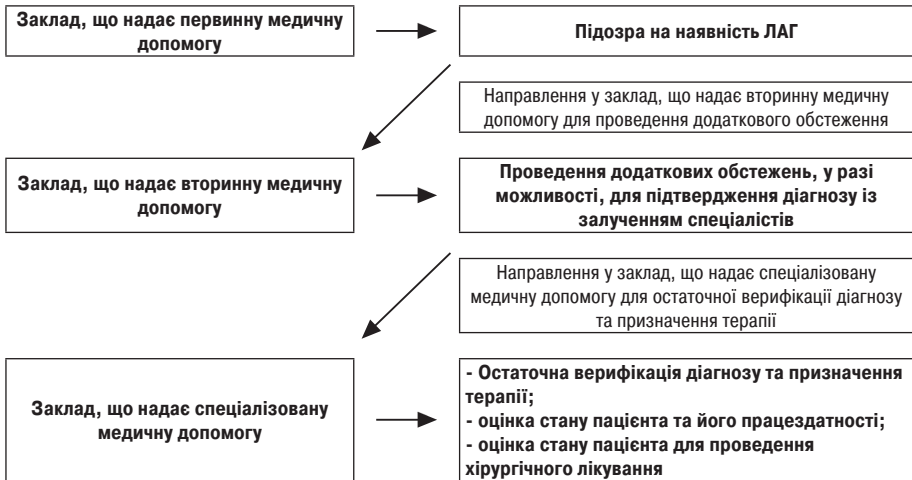 Заклад, що надає первинну медичну
допомогу
Підозра на наявність ЛАГ
Направлення у заклад, що надає вторинну медичну
допомогу для проведення додаткового обстеження
Заклад, що надає вторинну медичну
допомогу
Проведення додаткових обстежень, у разі
можливості, для підтвердження діагнозу із
залученням спеціалістів
Направлення у заклад, що надає спеціалізовану
медичну допомогу для остаточної верифікації діагнозу
та призначення терапії
Заклад, що надає спеціалізовану
медичну допомогу
- Остаточна верифікація діагнозу та призначення
терапії;
- оцінка стану пацієнта та його працездатності;
- оцінка стану пацієнта для проведення
хірургічного лікування